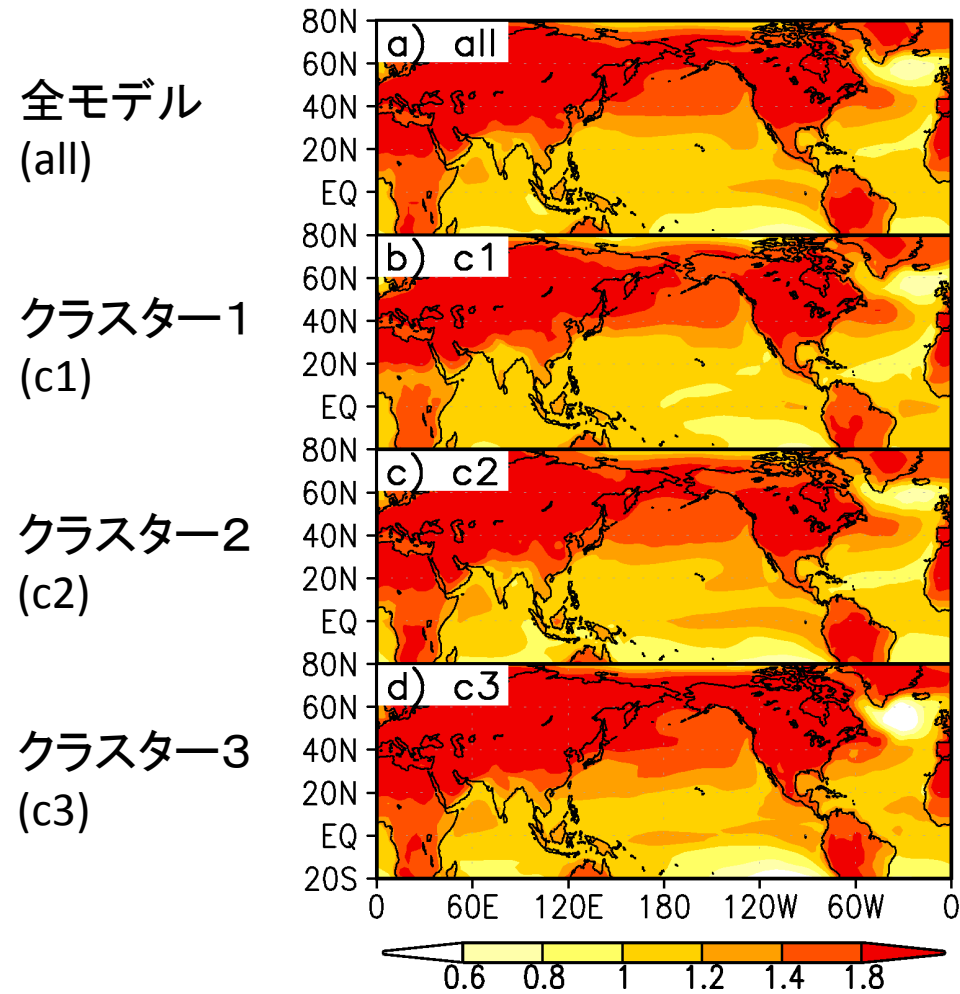 全モデル
(all)
80N
a) all
60N
40N
20N
EQ
クラスター１
(c1)
80N
b) c1
60N
40N
20N
EQ
クラスター２
(c2)
80N
c) c2
60N
40N
20N
EQ
クラスター３
(c3)
80N
d) c3
60N
40N
20N
EQ
20S
0 60E 120E 180 120W 60W 0
0.6 0.8 1 1.2 1.4 1.8